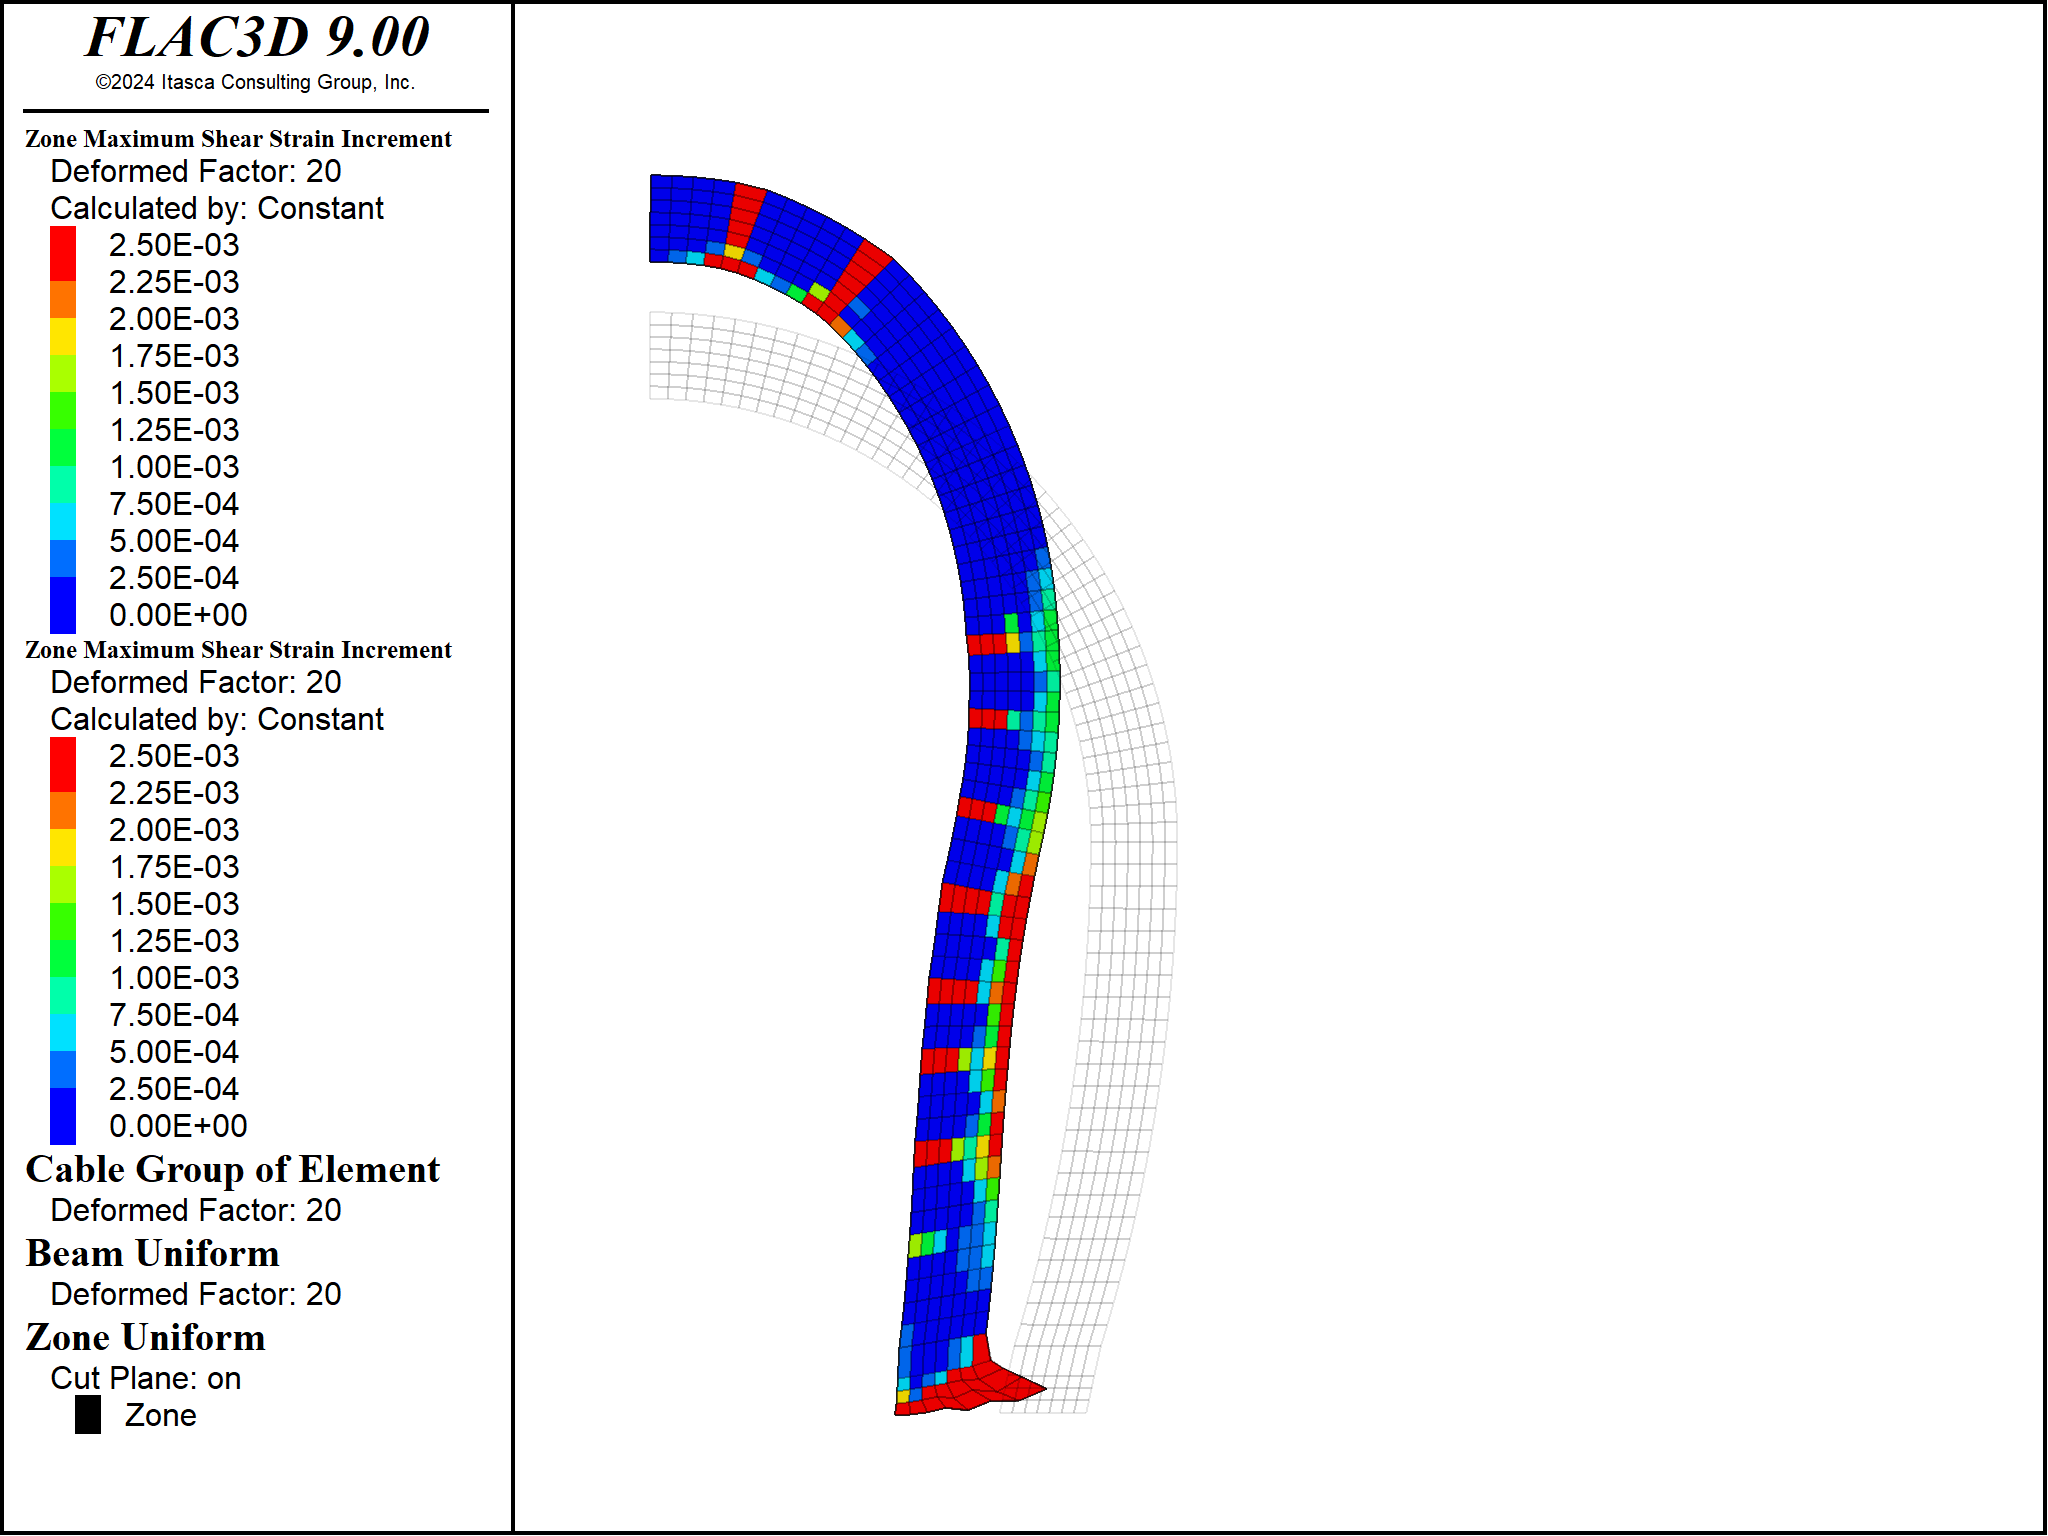 FLAC3D 9.00
©2024 Itasca Consulting Group, Inc.
Zone Maximum Shear Strain Increment
Deformed Factor: 20
Calculated by: Constant
2.50E-03
2.25E-03
2.00E-03
1.75E-03
1.50E-03
1.25E-03
1.00E-03
7.50E-04
5.00E-04
2.50E-04
0.00E+00
Zone Maximum Shear Strain Increment
Deformed Factor: 20
Calculated by: Constant
2.50E-03
2.25E-03
2.00E-03
1.75E-03
1.50E-03
1.25E-03
1.00E-03
7.50E-04
5.00E-04
2.50E-04
0.00E+00
Cable Group of Element
Deformed Factor: 20
Beam Uniform
Deformed Factor: 20
Zone Uniform
Cut Plane: on
Zone